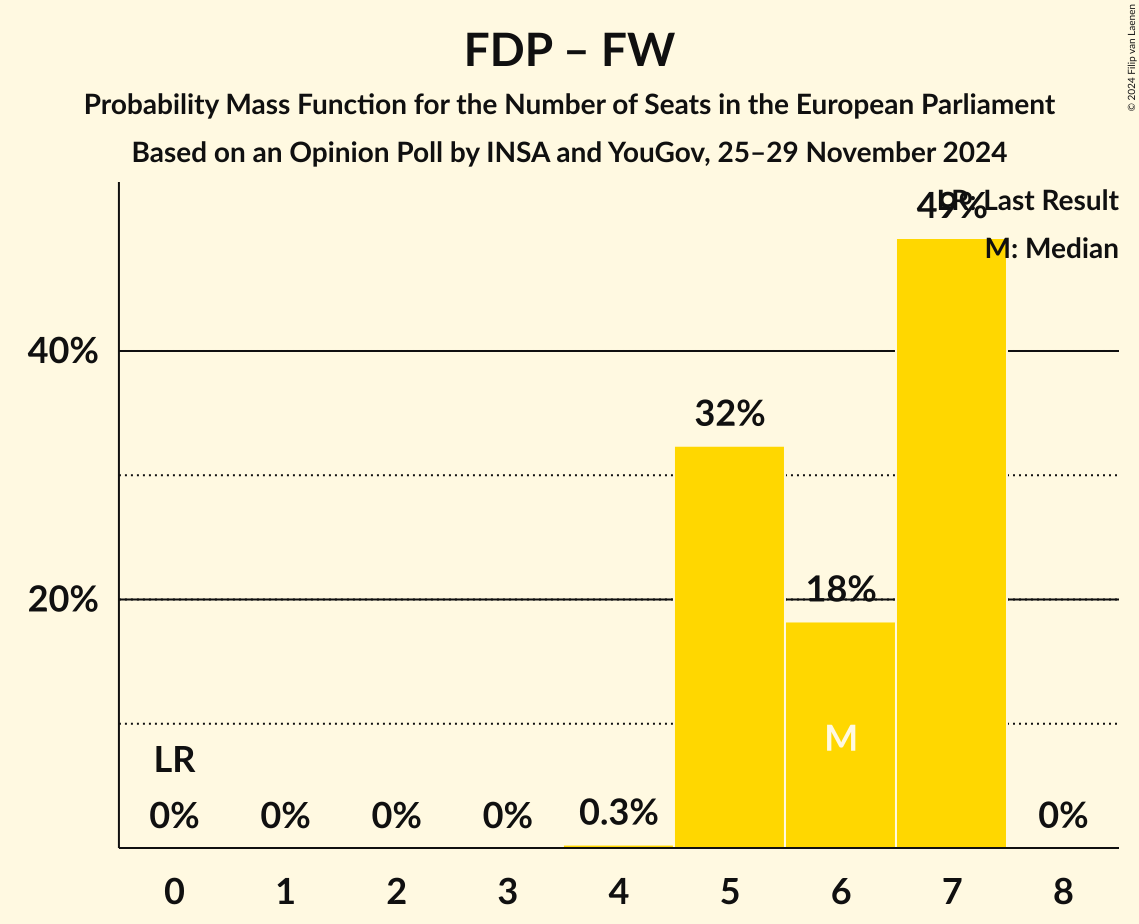 FDP – FW
Probability Mass Function for the Number of Seats in the European Parliament
Based on an Opinion Poll by INSA and YouGov, 25–29 November 2024
© 2024 Filip van Laenen
LR: Last Result
M: Median
49%
40%
32%
20%
18%
M
LR
0%
0%
0%
0%
0.3%
0%
0
1
2
3
4
5
6
7
8